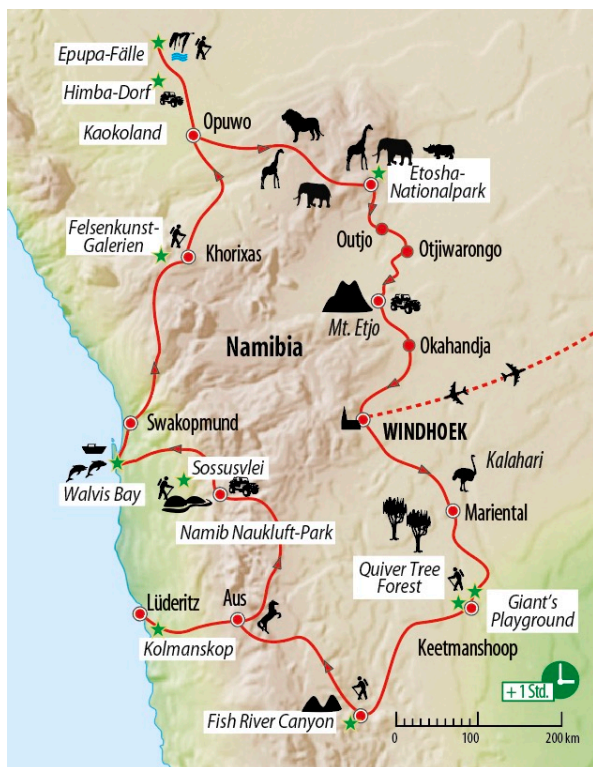 Epupa-Fälle
Himba-Dorf
Kaokoland
Opuwo
Etosha-
Nationalpark
Felsenkunst-
Galerien
Khorixas
Outjo
Otjiwarongo
Mt. Etjo
Namibia
Okahandja
Swakopmund
WINDHOEK
Walvis Bay
Sossusvlei
Kalahari
Namib Naukluft-Park
Mariental
Quiver Tree
Forest
Lüderitz
Aus
Giant's
Playground
Kolmanskop
Keetmanshoop
+ 1 Std.
Fish River Canyon
0 100 200 km